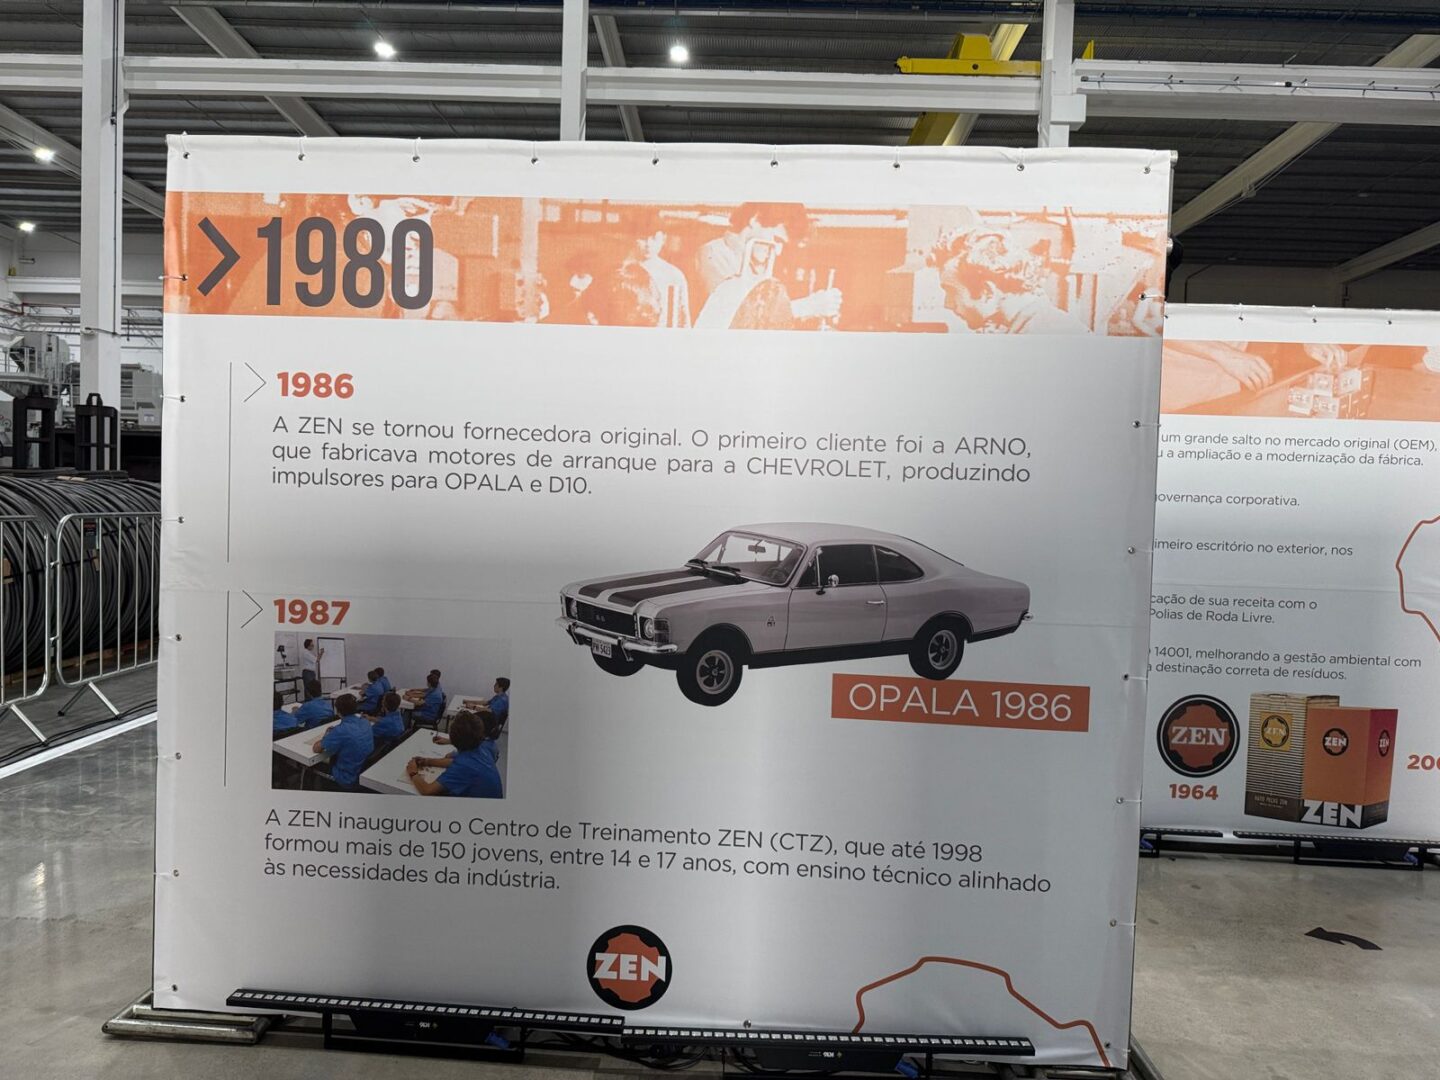 1980
1986
A ZEN se tornou fornecedora original. O primeiro cliente foi a ARNO,
que fabricava motores de arranque para a CHEVROLET, produzindo
impulsores para OPALA e D10.
OPALA 1986
1987
A ZEN inaugurou o Centro de Treinamento ZEN (CTZ), que até 1998
formou mais de 150 jovens, entre 14 e 17 anos, com ensino técnico alinhado
às necessidades da indústria.
ZEN
um grande salto no mercado original (OEM),
a ampliação e a modernização da fábrica.
corporativa.
escritório no exterior, nos
de sua receita com o
Polias de Roda Livre.
14001, melhorando a gestão ambiental com
destinação correta de resíduos.
ZEN
1964
ZEN
ZEN
ZEN
ZEN